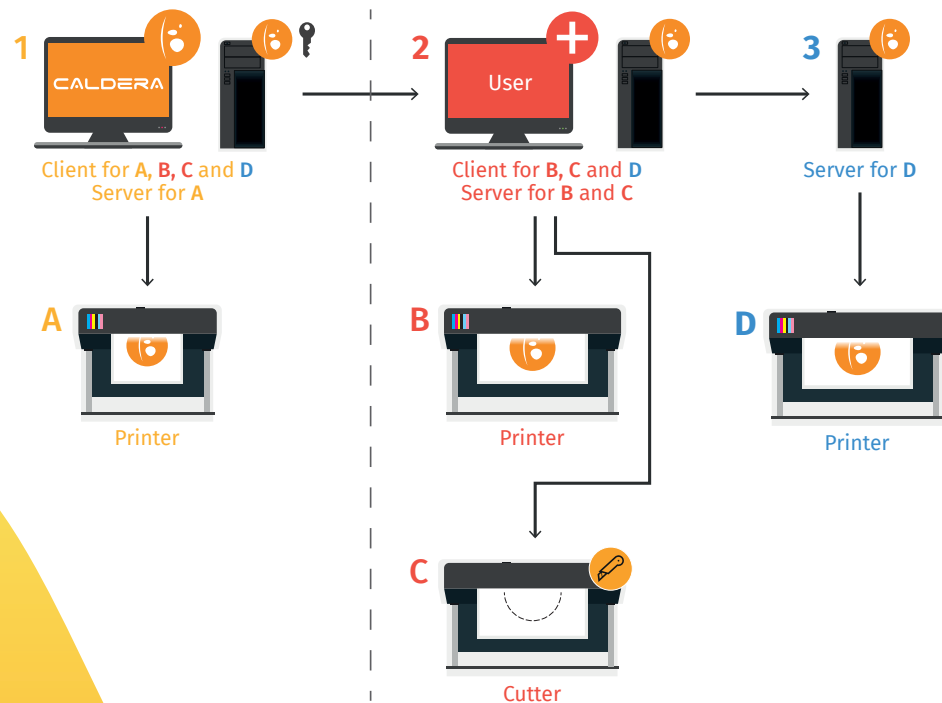 1
CALDERA
Client for A, B, C and D
Server for A
A
Printer
2
User
Client for B, C and D
Server for B and C
B
Printer
C
Cutter
3
Server for D
D
Printer